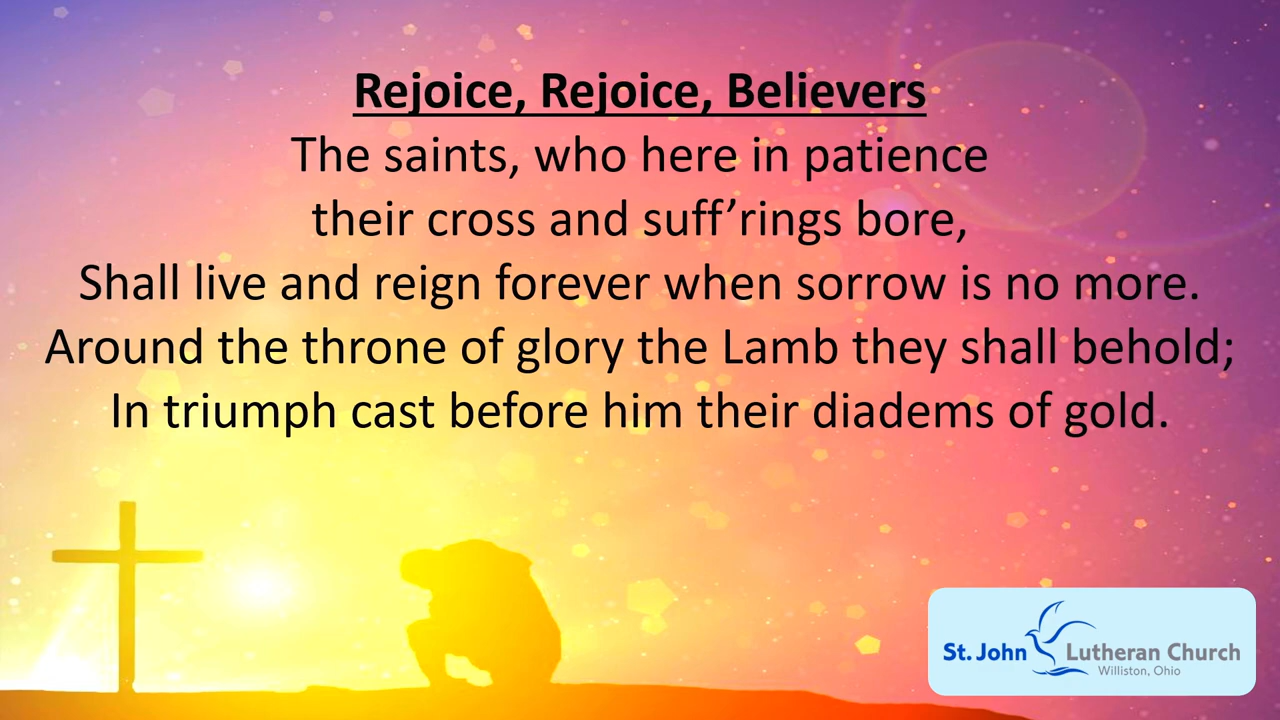 Rejoice, Rejoice, Believers
The saints, who here in patience
their cross and suff’rings bore,
Shall live and reign forever when sorrow is no more.
Around the throne of glory the Lamb they shall behold;
In triumph cast before him their diadems of gold.
St. John Lutheran Church
Williston, Ohio